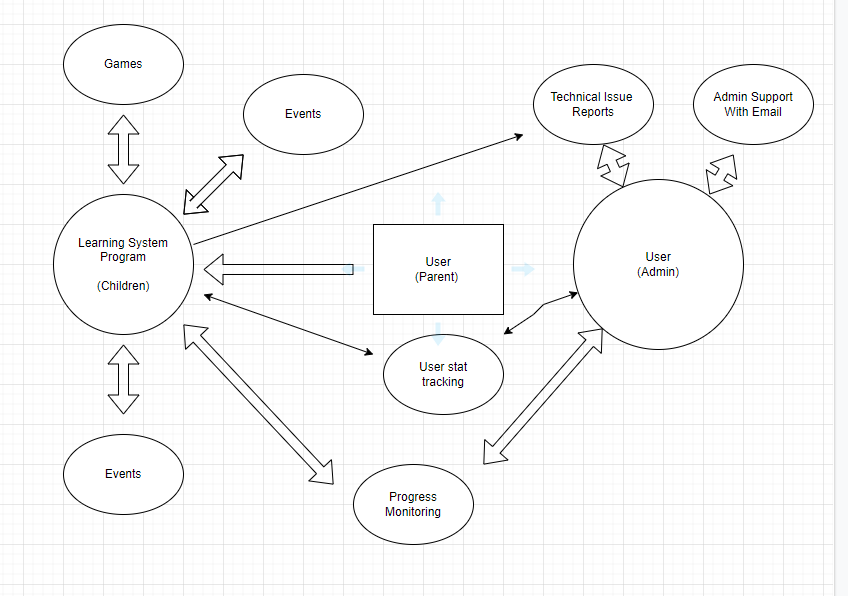 Games
Events
Technical Issue
Reports
Admin Support
With Email
Learning System
Program
(Children)
User
(Parent)
User
(Admin)
User stat
tracking
Events
Progress
Monitoring